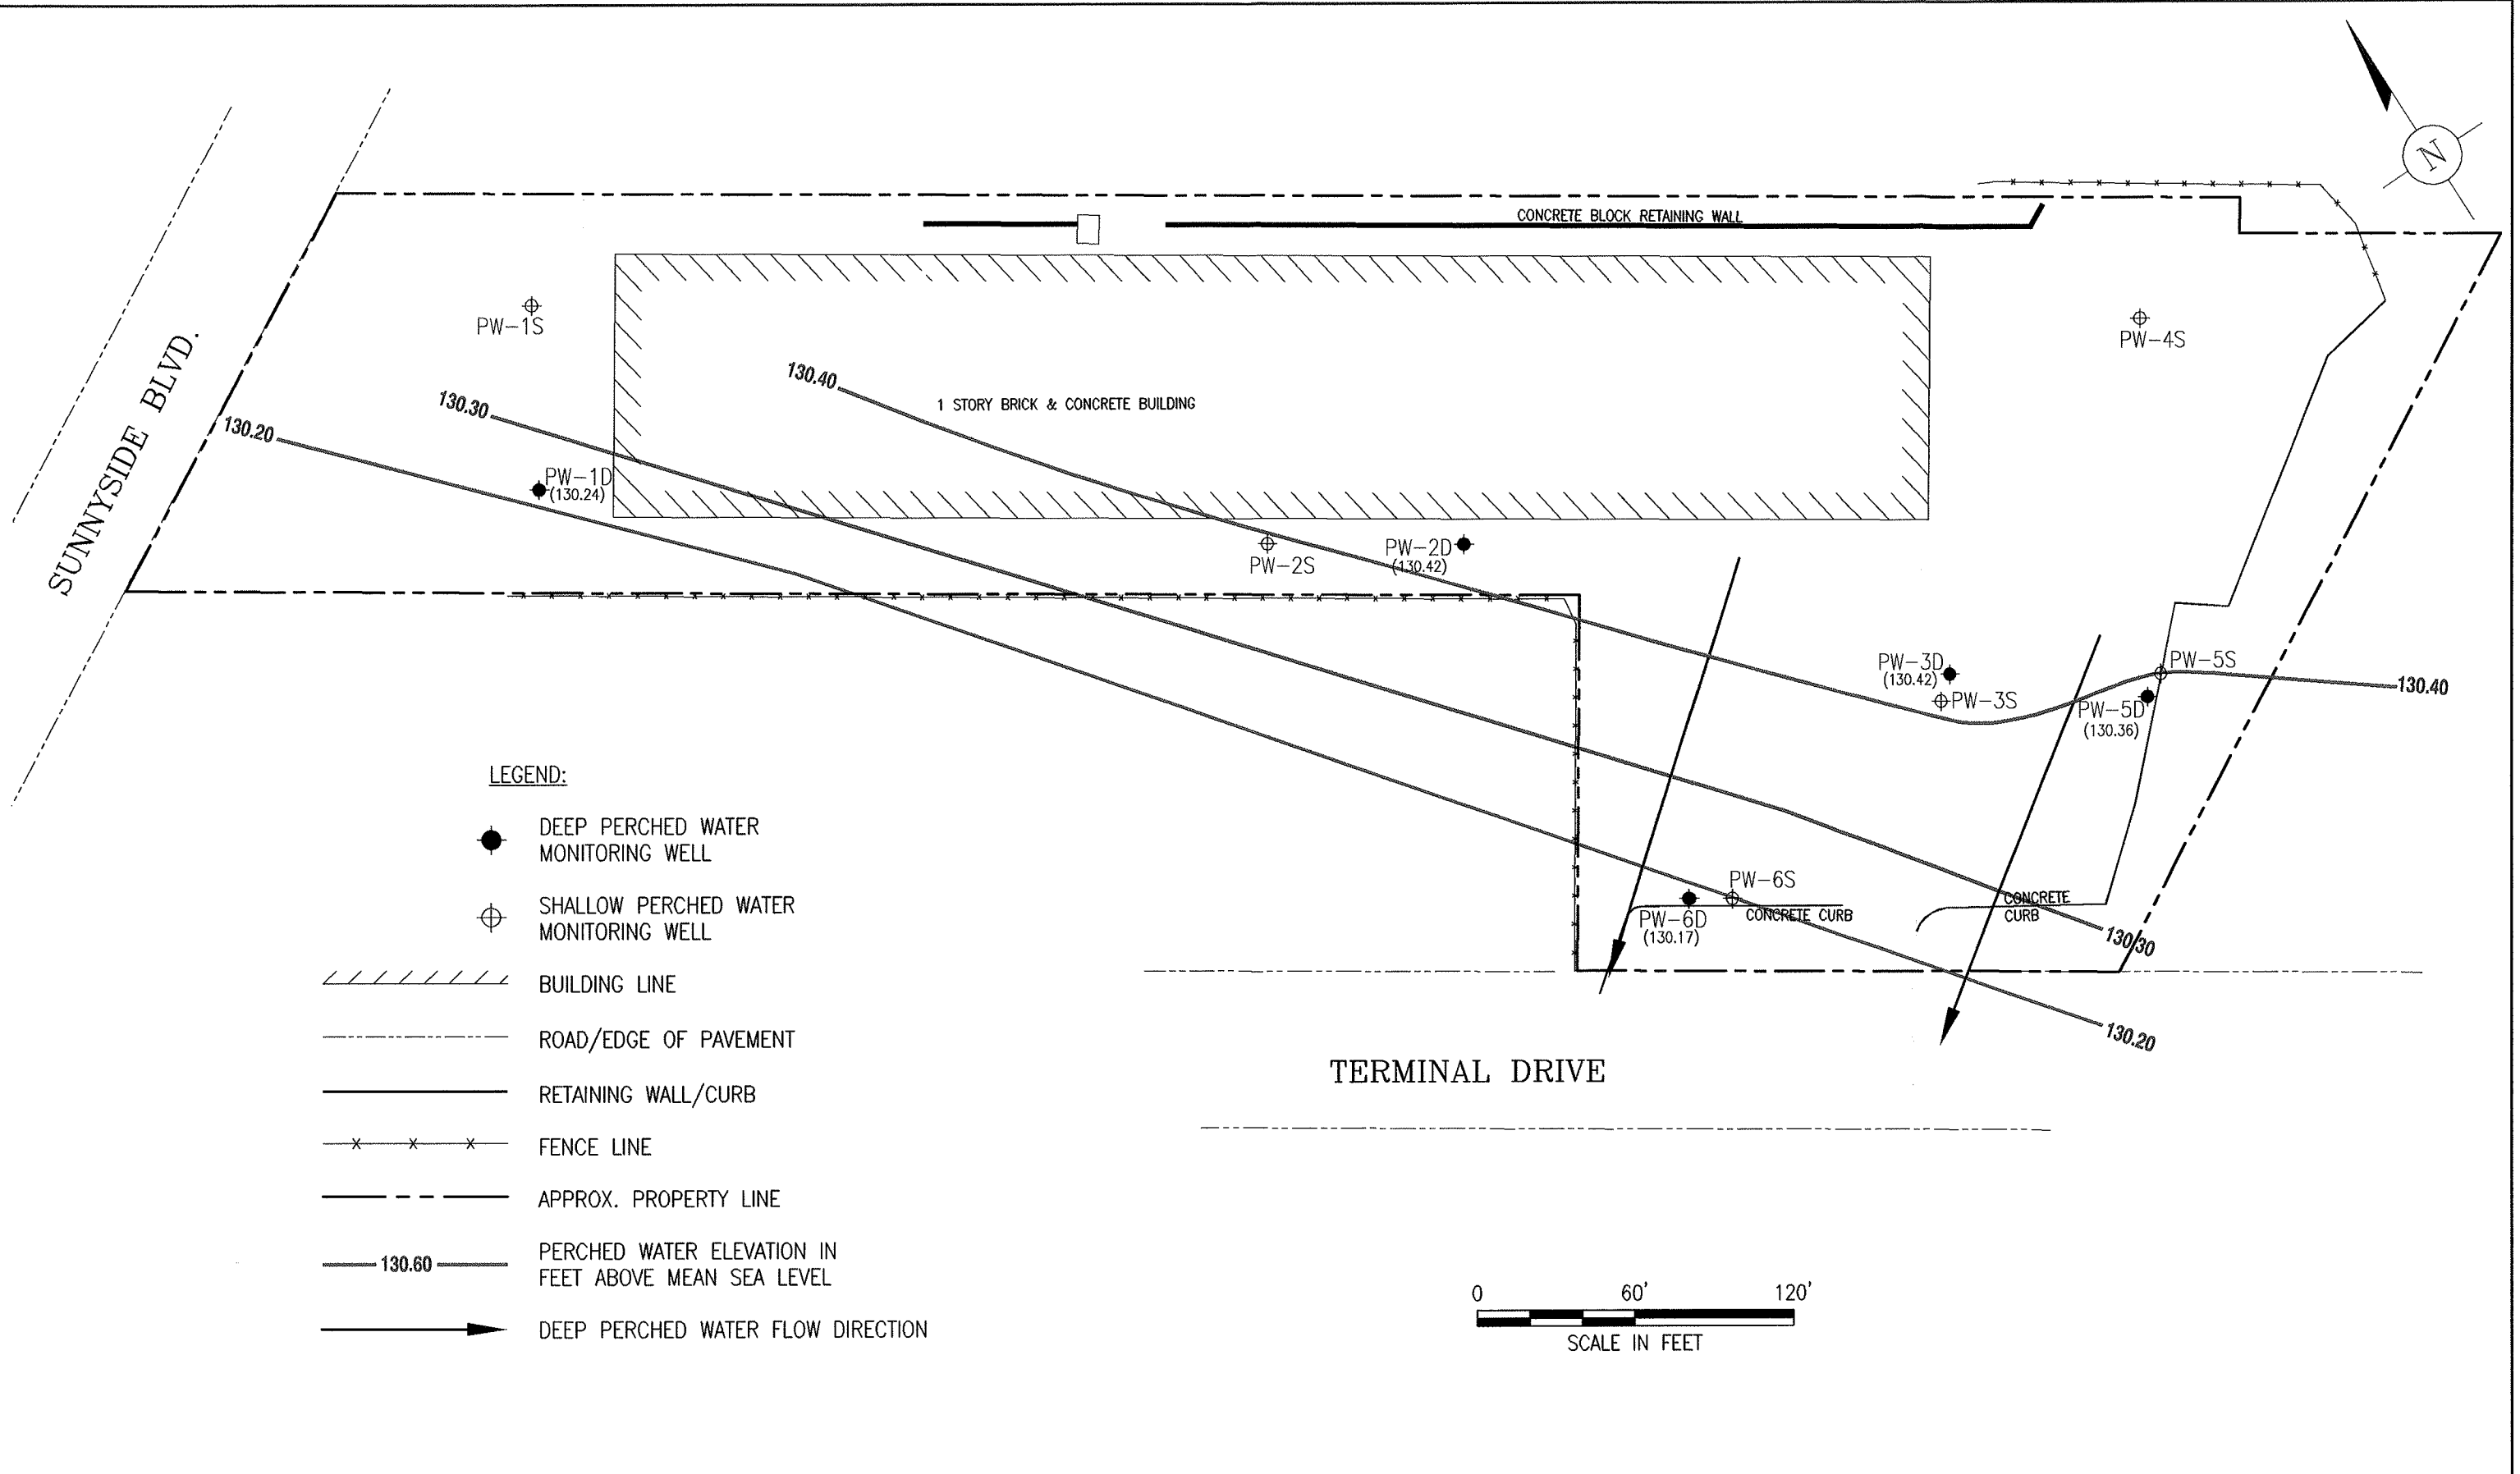 N
CONCRETE BLOCK RETAINING WALL
PW-1S
PW-4S
SUNNYSIDE BLVD.
130.40
1 STORY BRICK & CONCRETE BUILDING
130.30
130.20
PW-1D
(130.24)
PW-2S
PW-2D
(130.42)
PW-3D
(130.42)
PW-3S
PW-5S
130.40
PW-5D
(130.36)
PW-6S
PW-6D
(130.17)
CONCRETE CURB
CONCRETE
CURB
130.30
130.20
TERMINAL DRIVE
LEGEND:
DEEP PERCHED WATER
MONITORING WELL
SHALLOW PERCHED WATER
MONITORING WELL
BUILDING LINE
ROAD/EDGE OF PAVEMENT
RETAINING WALL/CURB
FENCE LINE
APPROX. PROPERTY LINE
130.60
PERCHED WATER ELEVATION IN
FEET ABOVE MEAN SEA LEVEL
DEEP PERCHED WATER FLOW DIRECTION
0 60' 120'
SCALE IN FEET